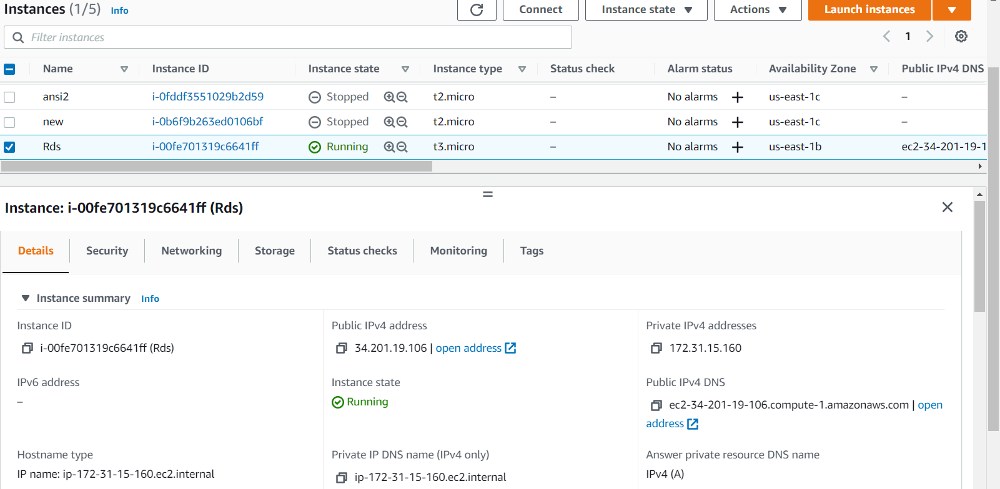 Instances (1/5) Info Connect Instance state Actions Launch instances
Filter instances 1
Name Instance ID Instance state Instance type Status check Alarm status Availability Zone Public IPv4 DNS
ansi2 i-0fddf3551029b2d59 Stopped t2.micro – No alarms + us-east-1c –
new i-0b6f9b263ed0106bf Stopped t2.micro – No alarms + us-east-1c –
Rds i-00fe701319c6641ff Running t3.micro – No alarms + us-east-1b ec2-34-201-19-1
Instance: i-00fe701319c6641ff (Rds)
Details Security Networking Storage Status checks Monitoring Tags
Instance summary Info
Instance ID Public IPv4 address Private IPv4 addresses
i-00fe701319c6641ff (Rds) 34.201.19.106 | open address 172.31.15.160
IPv6 address Instance state Public IPv4 DNS
– Running ec2-34-201-19-106.compute-1.amazonaws.com | open
address
Hostname type Private IP DNS name (IPv4 only) Answer private resource DNS name
IP name: ip-172-31-15-160.ec2.internal ip-172-31-15-160.ec2.internal IPv4 (A)